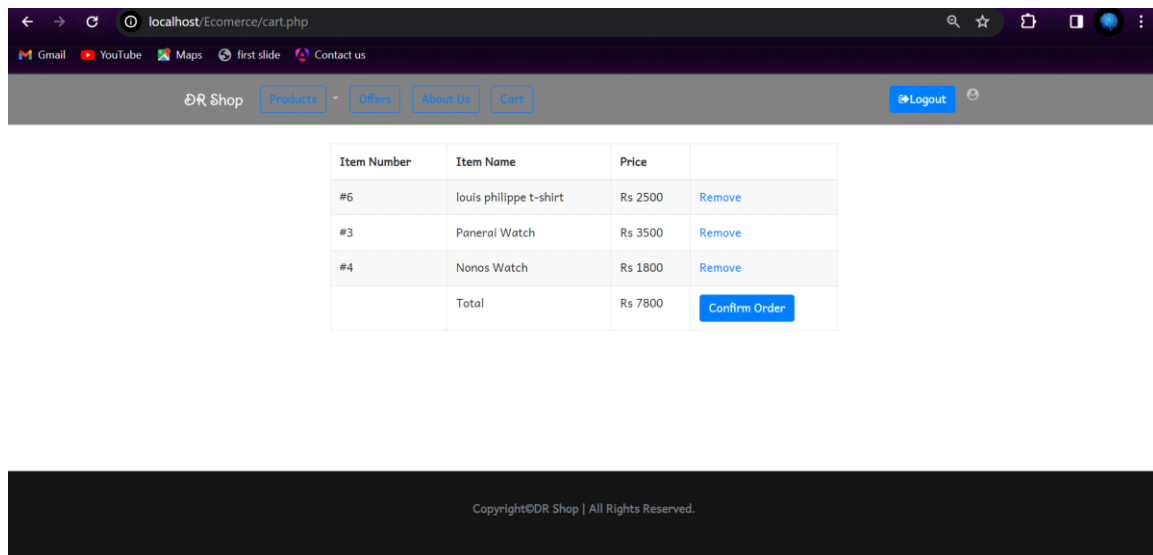 localhost/Ecomerce/cart.php
Gmail YouTube Maps first slide Contact us
DR Shop Products Offers About Us Cart Logout
Item Number Item Name Price
#6 louis philippe t-shirt Rs 2500 Remove
#3 Panerai Watch Rs 3500 Remove
#4 Nonos Watch Rs 1800 Remove
Total Rs 7800 Confirm Order
Copyright©DR Shop | All Rights Reserved.